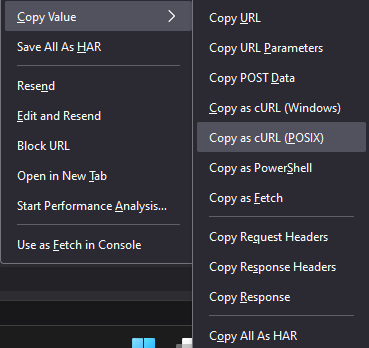 Copy Value
Save All As HAR
Resend
Edit and Resend
Block URL
Open in New Tab
Start Performance Analysis...
Use as Fetch in Console
Copy URL
Copy URL Parameters
Copy POST Data
Copy as cURL (Windows)
Copy as cURL (POSIX)
Copy as PowerShell
Copy as Fetch
Copy Request Headers
Copy Response Headers
Copy Response
Copy All As HAR